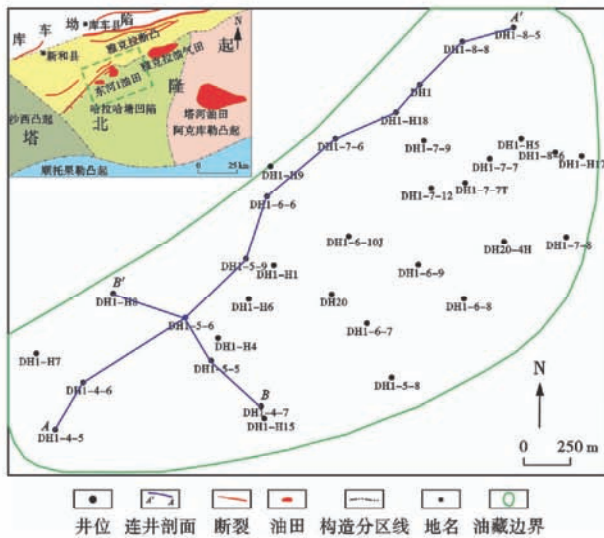 库车坳陷
库车县
新和县
雅克拉断凸
雅克拉油气田
东河1油田
哈拉哈塘凹陷
沙西凸起
塔北隆起
塔河油田
阿克库勒凸起
顺托果勒凸起
N
0 25 km
A′
DH1-8-5
DH1-8-8
DH1
DH1-H18
DH1-7-6
DH1-7-9
DH1-H5
DH1-8-6
DH1-H17
DH1-7-7
DH1-H9
DH1-7-7T
DH1-7-12
DH1-6-6
DH1-6-10J
DH20-4H
DH1-7-8
DH1-5-9
DH1-H1
DH1-6-9
B′
DH1-H8
DH1-H6
DH20
DH1-6-8
DH1-5-6
DH1-6-7
DH1-H4
DH1-H7
DH1-5-5
DH1-4-6
DH1-5-8
B
DH1-4-7
DH1-H15
A
DH1-4-5
N
0 250 m
A′ A
井位 连井剖面 断裂 油田 构造分区线 地名 油藏边界